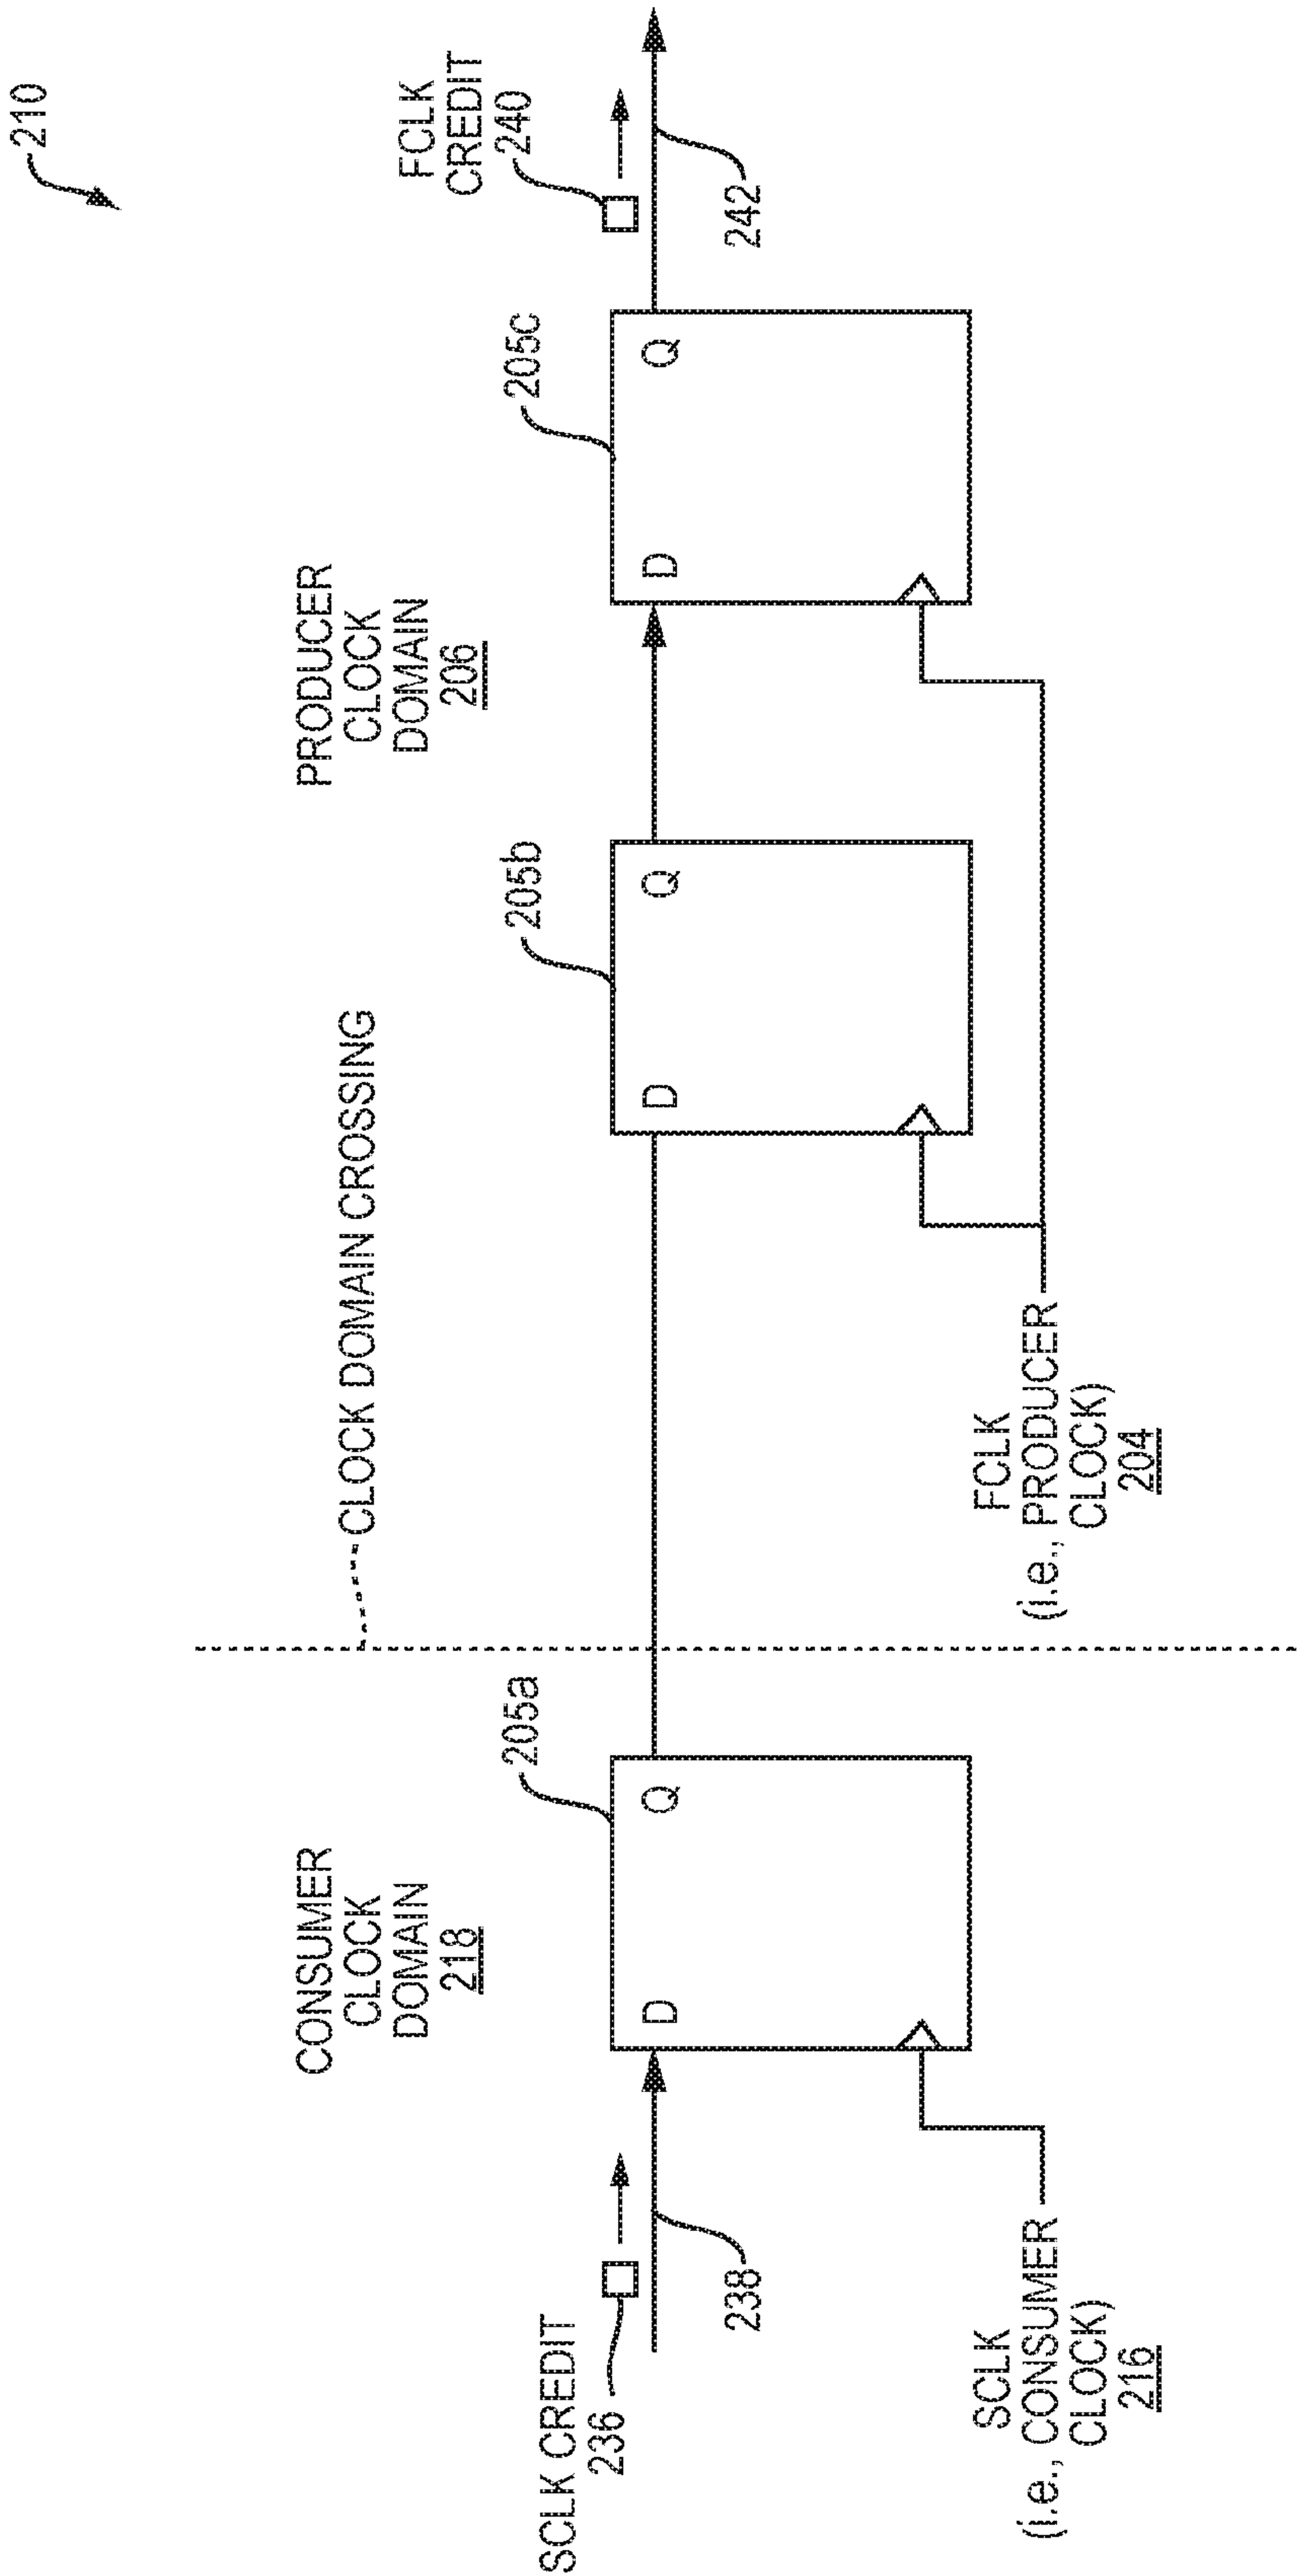 210
CONSUMER
CLOCK
DOMAIN
218
CLOCK DOMAIN CROSSING
PRODUCER
CLOCK
DOMAIN
206
SCLK CREDIT
236
238
205a
D
Q
205b
D
Q
205c
D
Q
FCLK
CREDIT
240
242
SCLK
(i.e., CONSUMER
CLOCK)
216
FCLK
(i.e., PRODUCER
CLOCK)
204